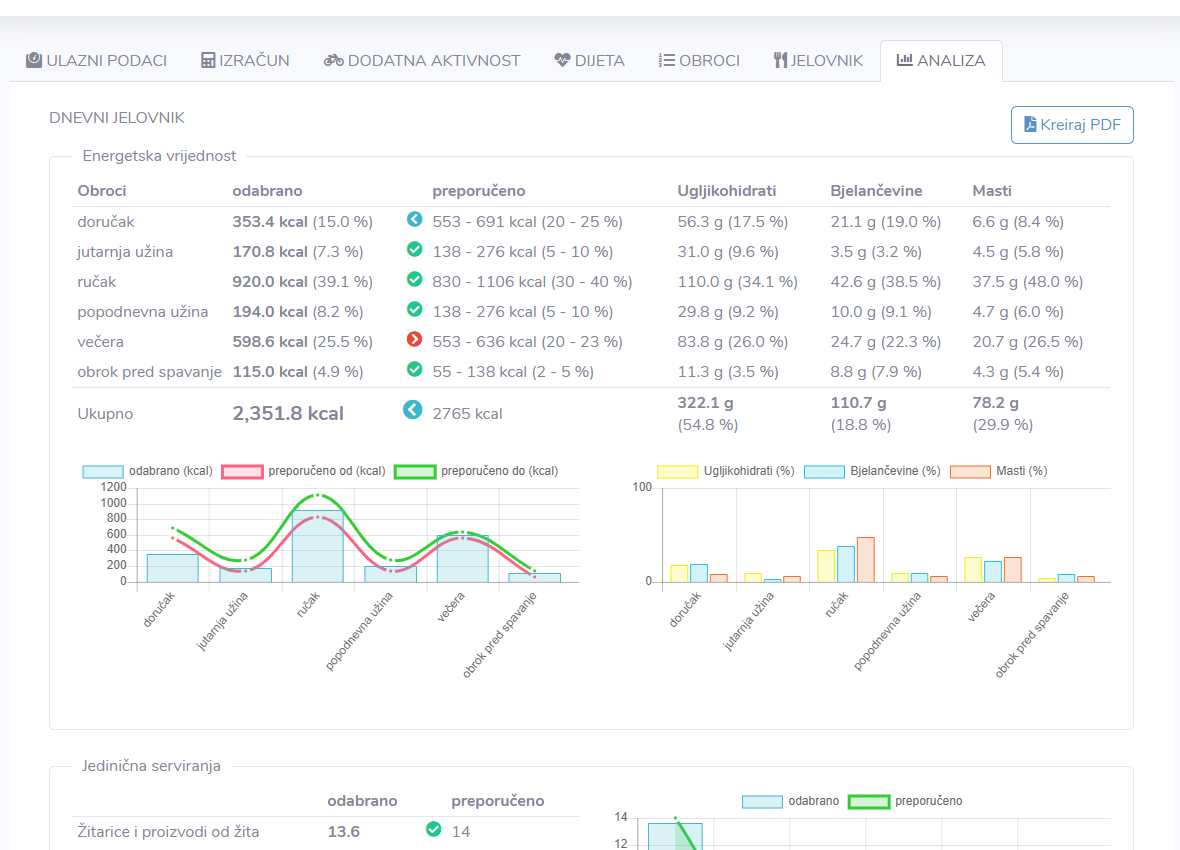 ULAZNI PODACI IZRAČUN DODATNA AKTIVNOST DIJETA OBROCI JELOVNIK ANALIZA
DNEVNI JELOVNIK
Kreiraj PDF
Energetska vrijednost
Obroci odabrano preporučeno Ugljikohidrati Bjelančevine Masti
doručak 353.4 kcal (15.0 %) 553 - 691 kcal (20 - 25 %) 56.3 g (17.5 %) 21.1 g (19.0 %) 6.6 g (8.4 %)
jutarnja užina 170.8 kcal (7.3 %) 138 - 276 kcal (5 - 10 %) 31.0 g (9.6 %) 3.5 g (3.2 %) 4.5 g (5.8 %)
ručak 920.0 kcal (39.1 %) 830 - 1106 kcal (30 - 40 %) 110.0 g (34.1 %) 42.6 g (38.5 %) 37.5 g (48.0 %)
popodnevna užina 194.0 kcal (8.2 %) 138 - 276 kcal (5 - 10 %) 29.8 g (9.2 %) 10.0 g (9.1 %) 4.7 g (6.0 %)
večera 598.6 kcal (25.5 %) 553 - 636 kcal (20 - 23 %) 83.8 g (26.0 %) 24.7 g (22.3 %) 20.7 g (26.5 %)
obrok pred spavanje 115.0 kcal (4.9 %) 55 - 138 kcal (2 - 5 %) 11.3 g (3.5 %) 8.8 g (7.9 %) 4.3 g (5.4 %)
Ukupno 2,351.8 kcal 2765 kcal 322.1 g 110.7 g 78.2 g
(54.8 %) (18.8 %) (29.9 %)
odabrano (kcal) preporučeno od (kcal) preporučeno do (kcal)
1200
1000
800
600
400
200
0
doručak
jutarnja užina
ručak
popodnevna užina
večera
obrok pred spavanje
Ugljikohidrati (%) Bjelančevine (%) Masti (%)
100
0
doručak
jutarnja užina
ručak
popodnevna užina
večera
obrok pred spavanje
Jedinična serviranja
odabrano preporučeno
Žitarice i proizvodi od žita 13.6 14
odabrano preporučeno
14
12